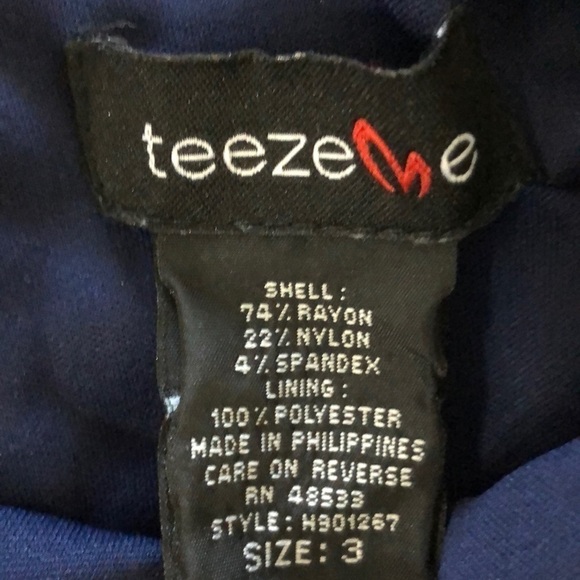 teezeme
SHELL:
74% RAYON
22% NYLON
4% SPANDEX
LINING:
100% POLYESTER
MADE IN PHILIPPINES
CARE ON REVERSE
RN 48533
STYLE: H901267
SIZE: 3